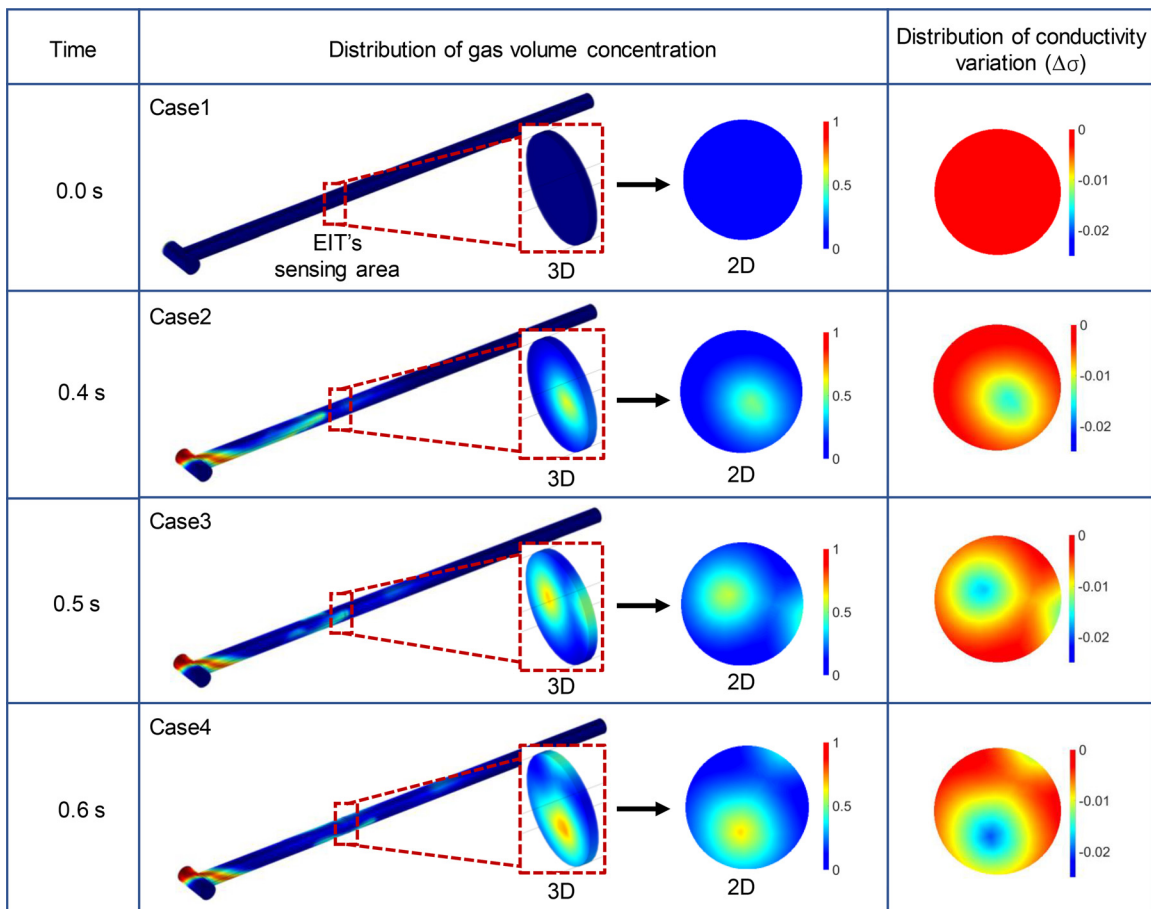 Time
Distribution of gas volume concentration
Distribution of conductivity
variation (Δσ)
0.0 s
Case1
EIT's
sensing area
3D
2D
1
0.5
0
0
-0.01
-0.02
0.4 s
Case2
3D
2D
1
0.5
0
0
-0.01
-0.02
0.5 s
Case3
3D
2D
1
0.5
0
0
-0.01
-0.02
0.6 s
Case4
3D
2D
1
0.5
0
0
-0.01
-0.02